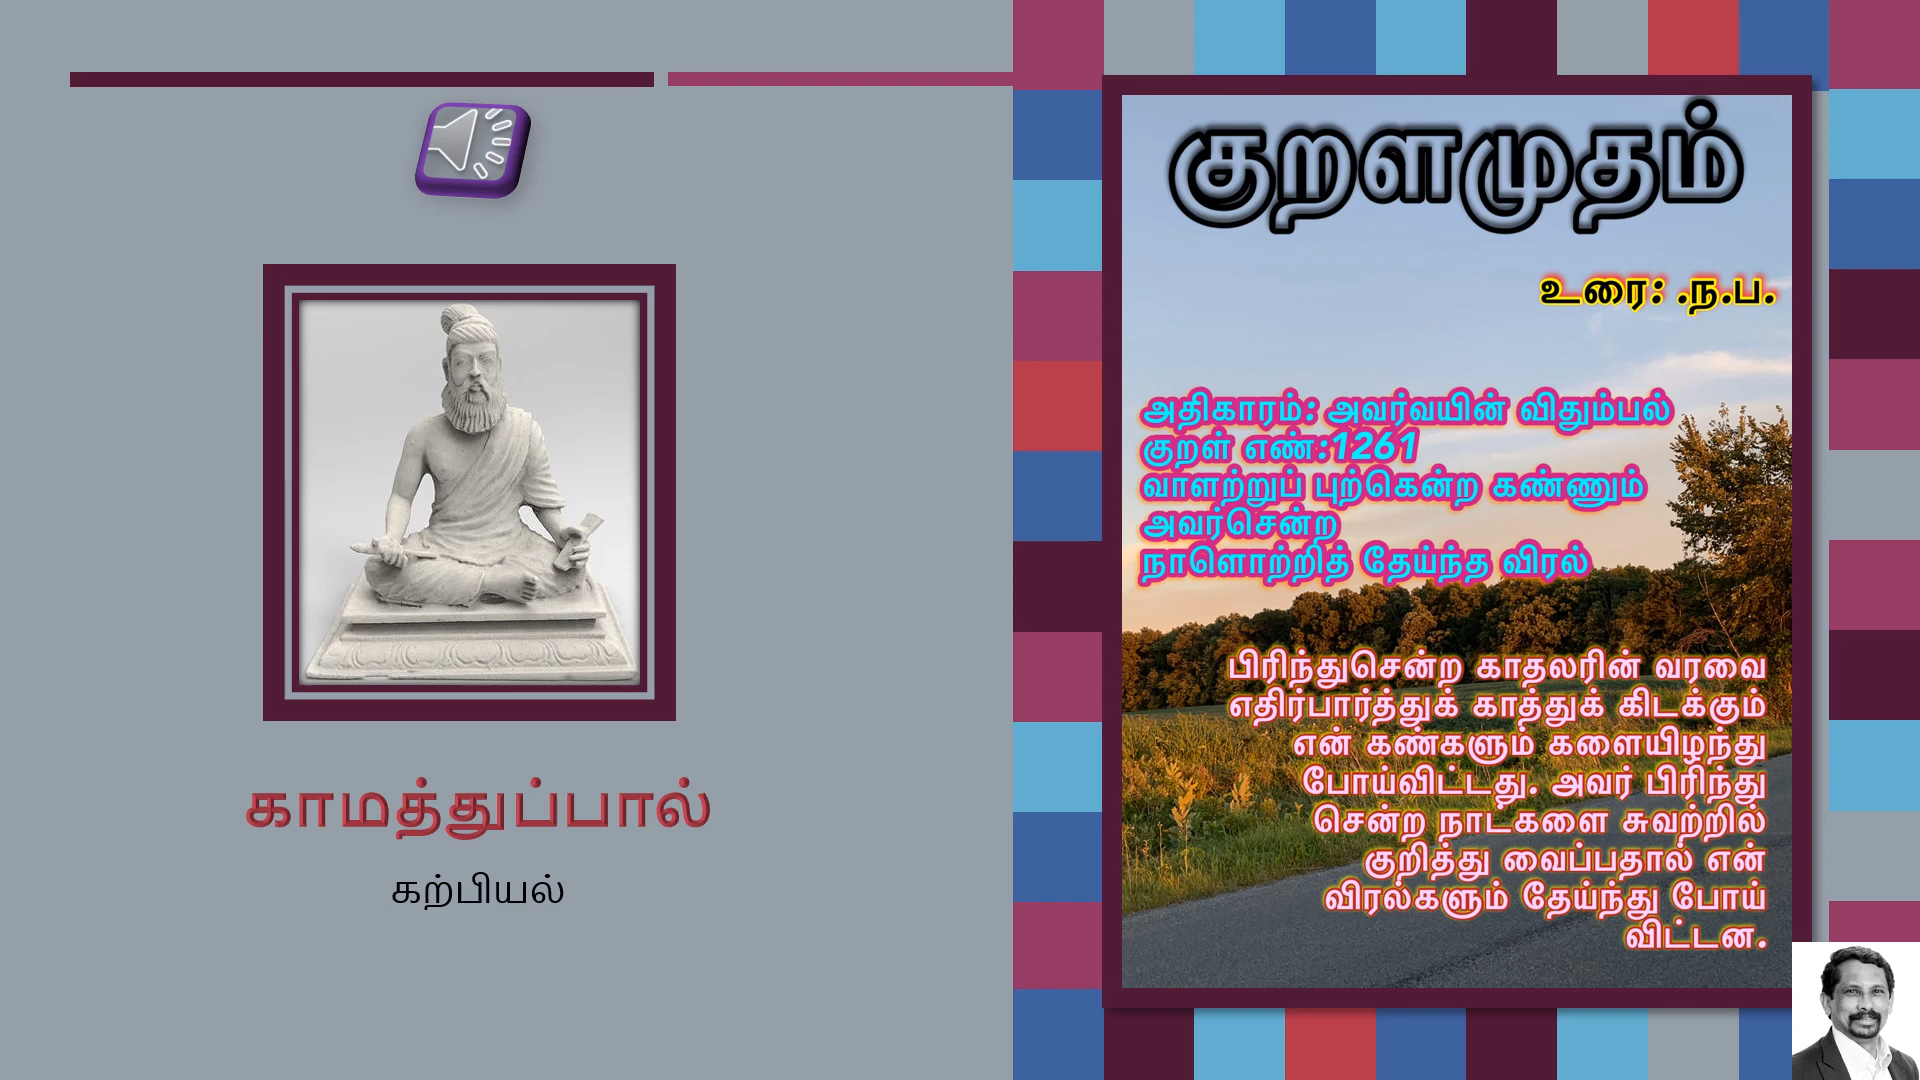 காமத்துப்பால்
கற்பியல்
குறளமுதம்
உரை: .ந.ப.
அதிகாரம்: அவர்வயின் விதும்பல்
குறள் எண்:1261
வாளற்றுப் புற்கென்ற கண்ணும்
அவர்சென்ற
நாளொற்றித் தேய்ந்த விரல்
பிரிந்துசென்ற காதலரின் வரவை
எதிர்பார்த்துக் காத்துக் கிடக்கும்
என் கண்களும் களையிழந்து
போய்விட்டது. அவர் பிரிந்து
சென்ற நாட்களை சுவற்றில்
குறித்து வைப்பதால் என்
விரல்களும் தேய்ந்து போய்
விட்டன.